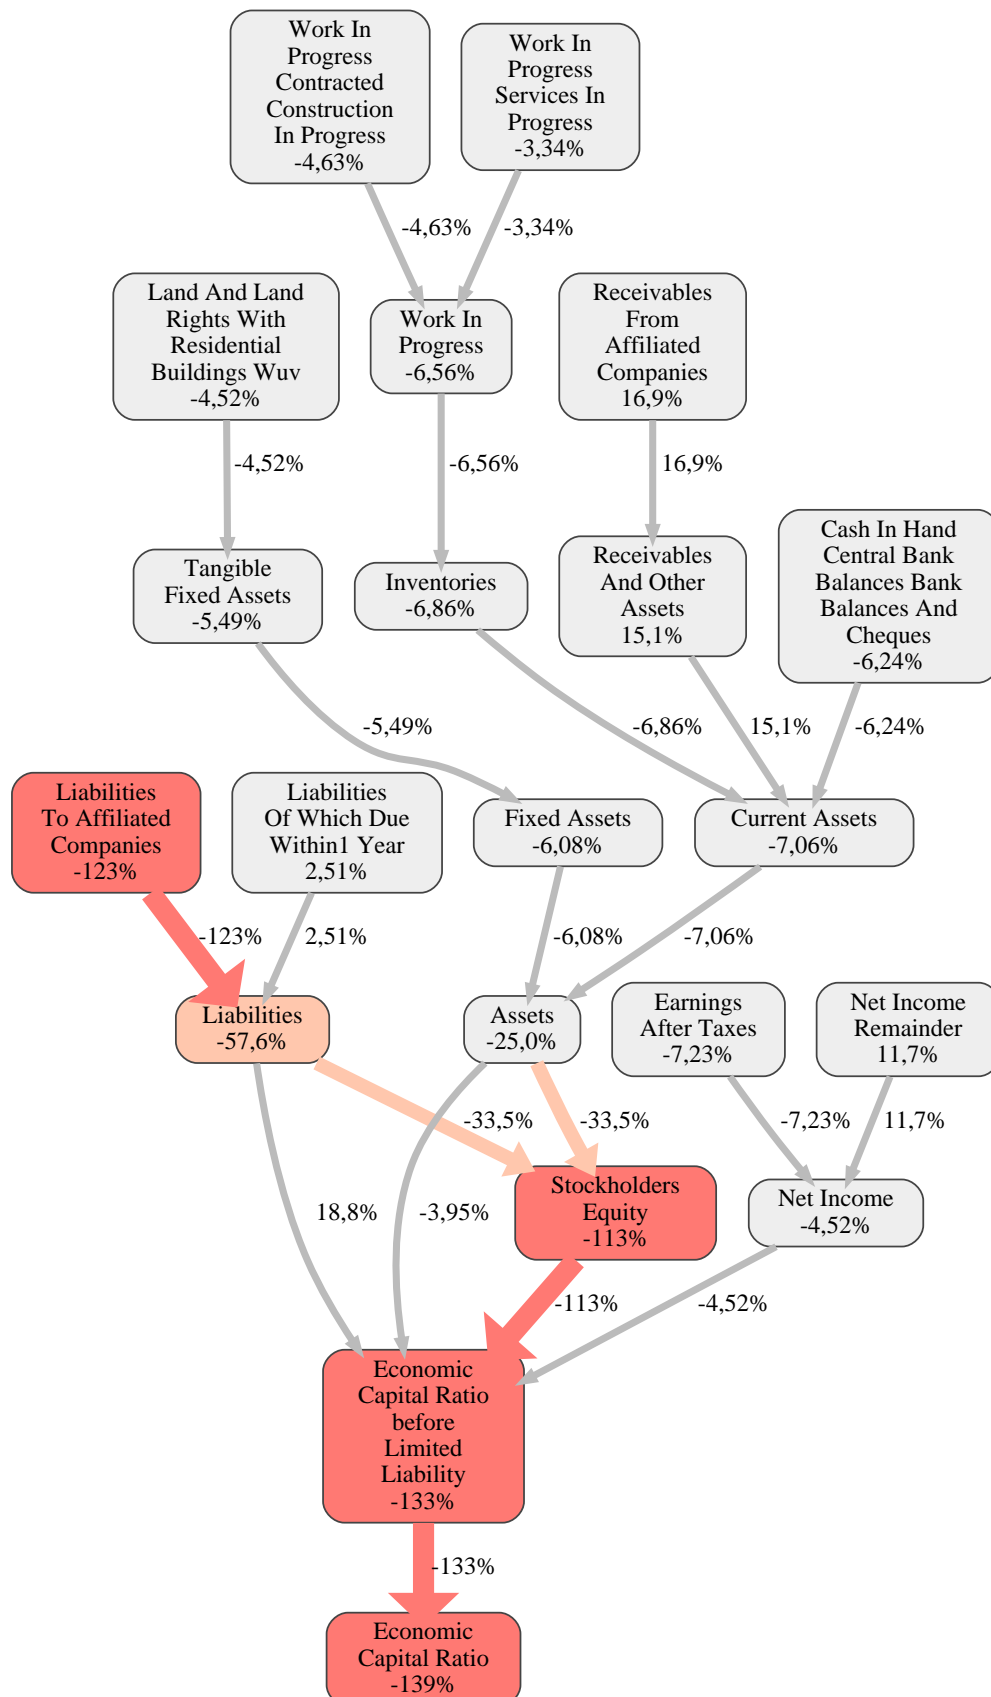 Work In
Progress
Contracted
Construction
In Progress
-4,63%
Work In
Progress
Services In
Progress
-3,34%
-4,63%
-3,34%
Land And Land
Rights With
Residential
Buildings Wuv
-4,52%
Work In
Progress
-6,56%
Receivables
From
Affiliated
Companies
16,9%
-4,52%
-6,56%
16,9%
Tangible
Fixed Assets
-5,49%
Inventories
-6,86%
Receivables
And Other
Assets
15,1%
Cash In Hand
Central Bank
Balances Bank
Balances And
Cheques
-6,24%
-5,49%
-6,86%
15,1%
-6,24%
Liabilities
To Affiliated
Companies
-123%
Liabilities
Of Which Due
Within1 Year
2,51%
Fixed Assets
-6,08%
Current Assets
-7,06%
-123%
2,51%
-6,08%
-7,06%
Liabilities
-57,6%
Assets
-25,0%
Earnings
After Taxes
-7,23%
Net Income
Remainder
11,7%
-33,5%
-33,5%
-7,23%
11,7%
Stockholders
Equity
-113%
Net Income
-4,52%
18,8%
-3,95%
-113%
-4,52%
Economic
Capital Ratio
before
Limited
Liability
-133%
-133%
Economic
Capital Ratio
-139%